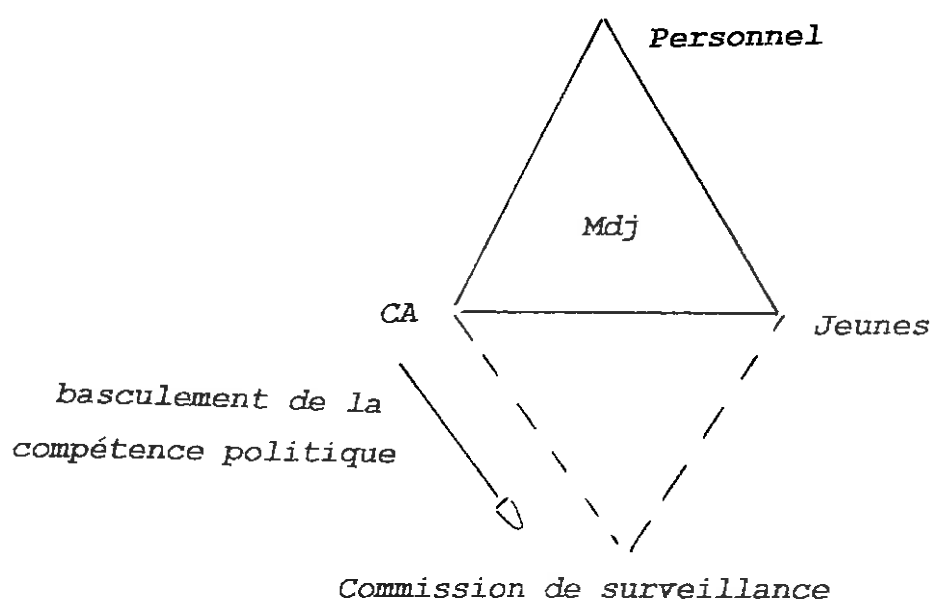 Personnel
Mdj
CA
Jeunes
basculement de la
compétence politique
Commission de surveillance